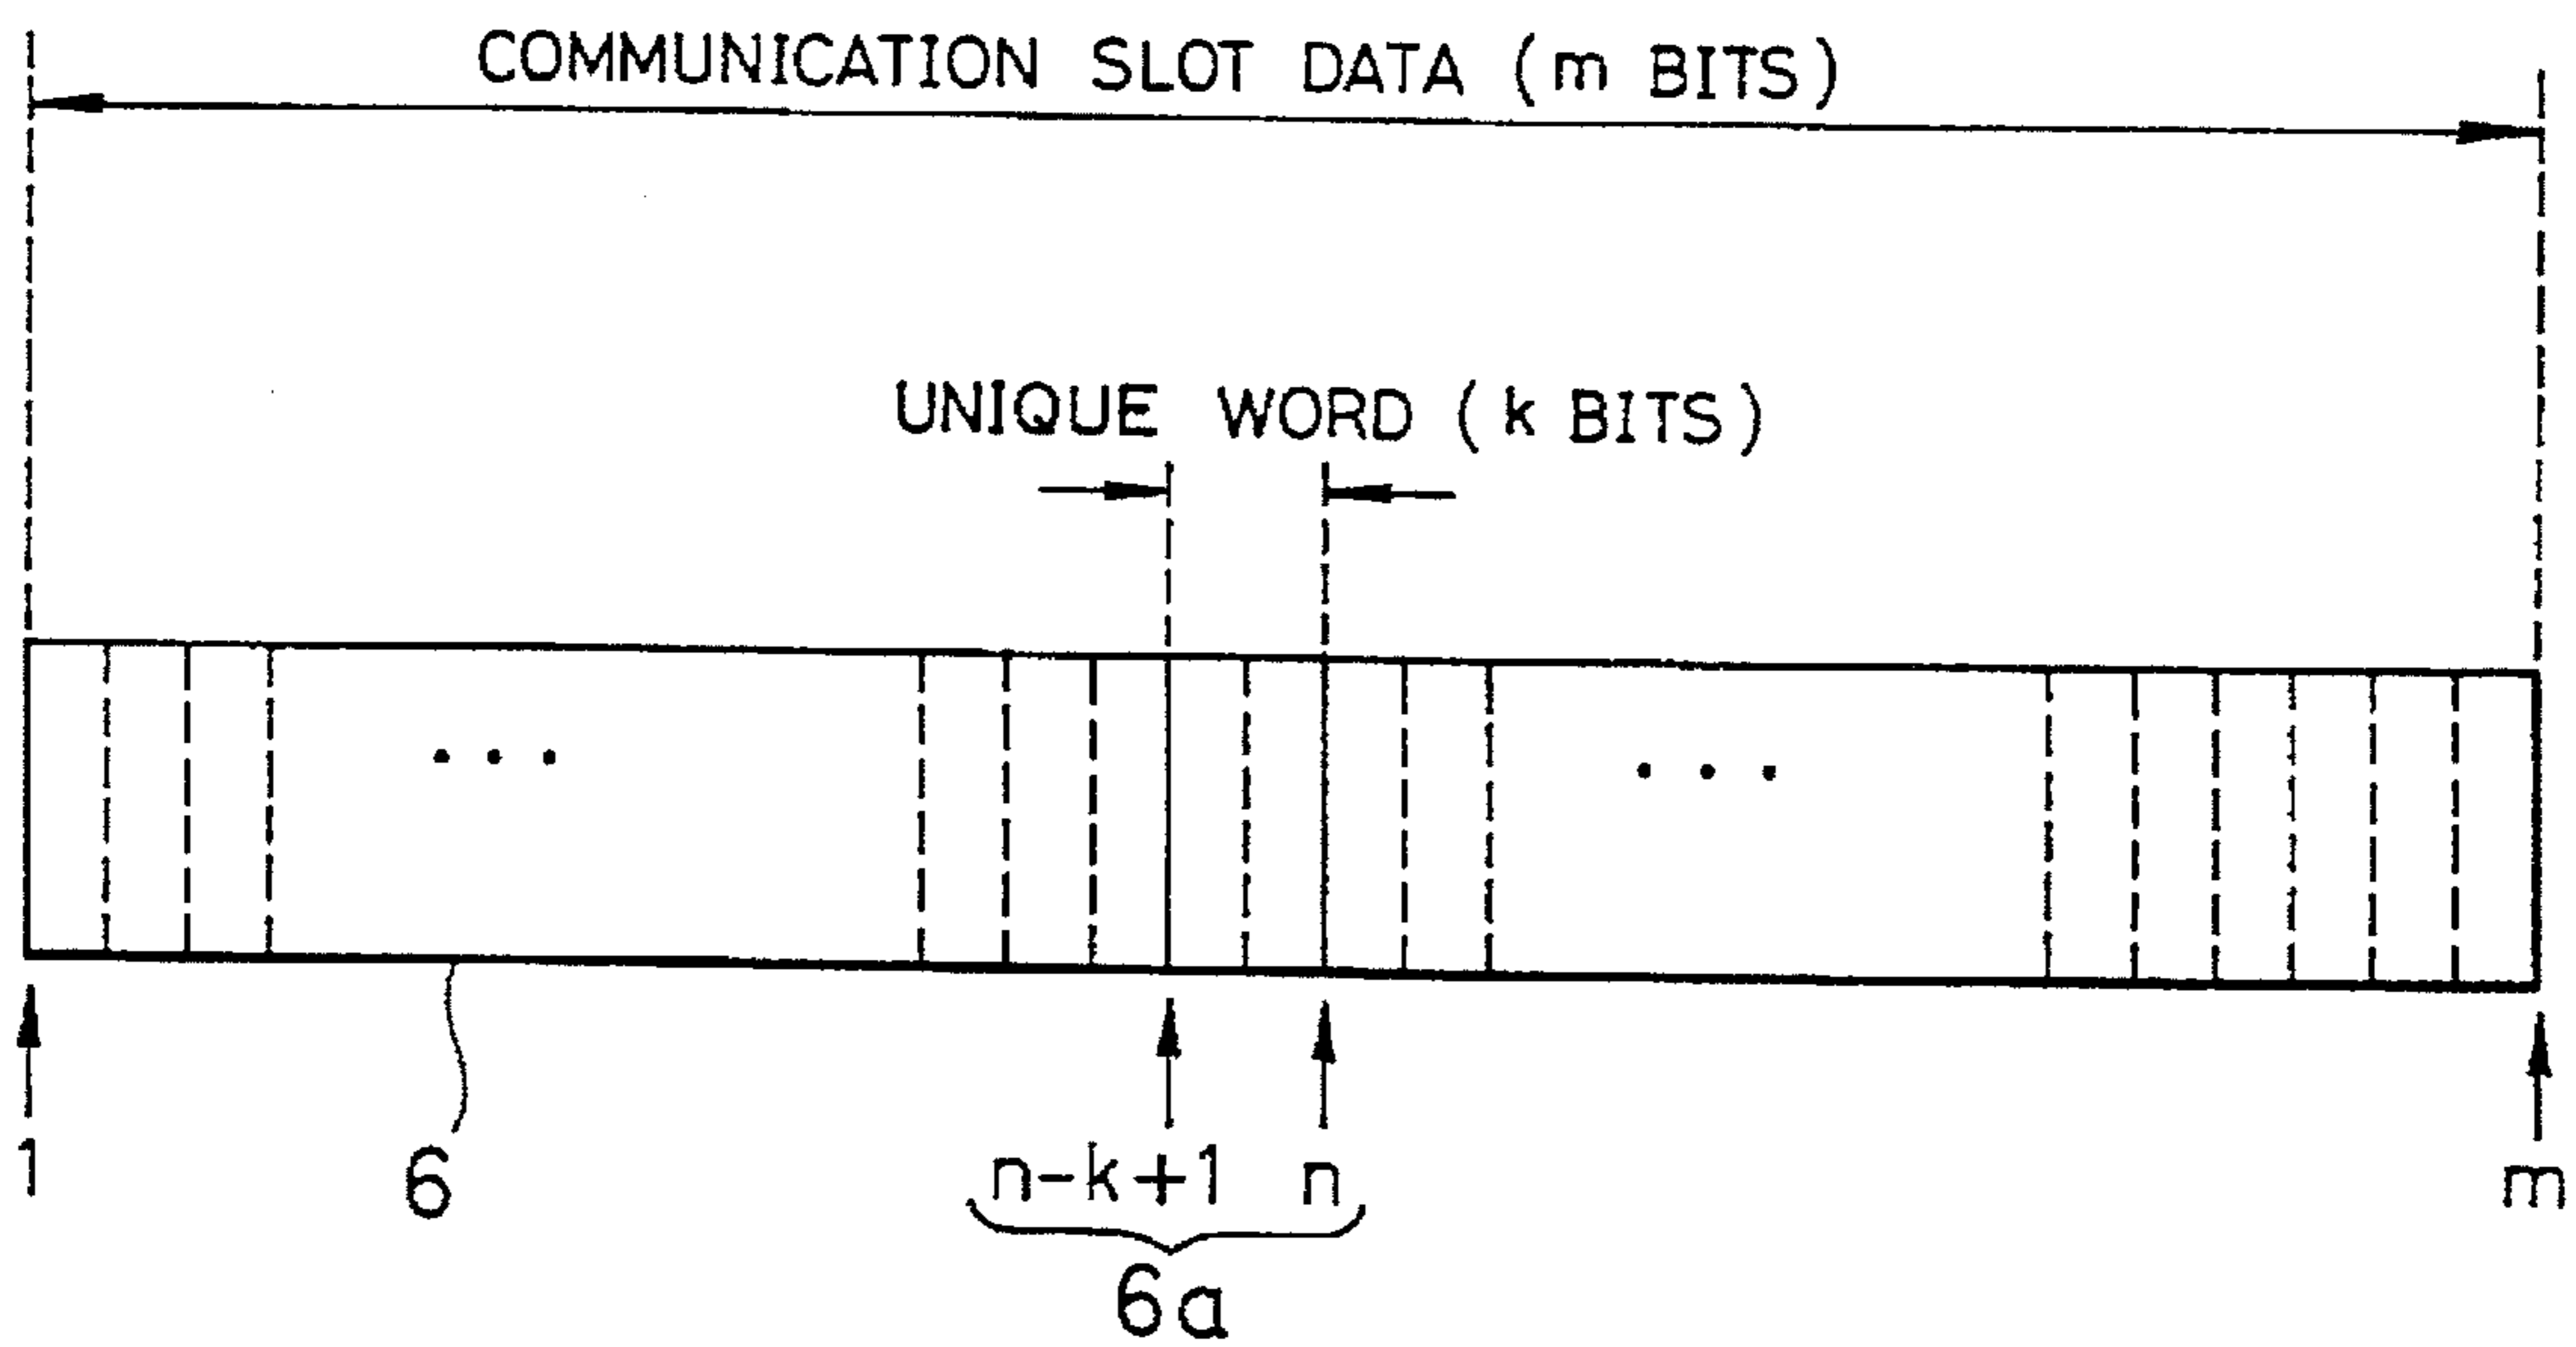 COMMUNICATION SLOT DATA (m BITS)
UNIQUE WORD (k BITS)
1
6
n-k+1
n
m
6a